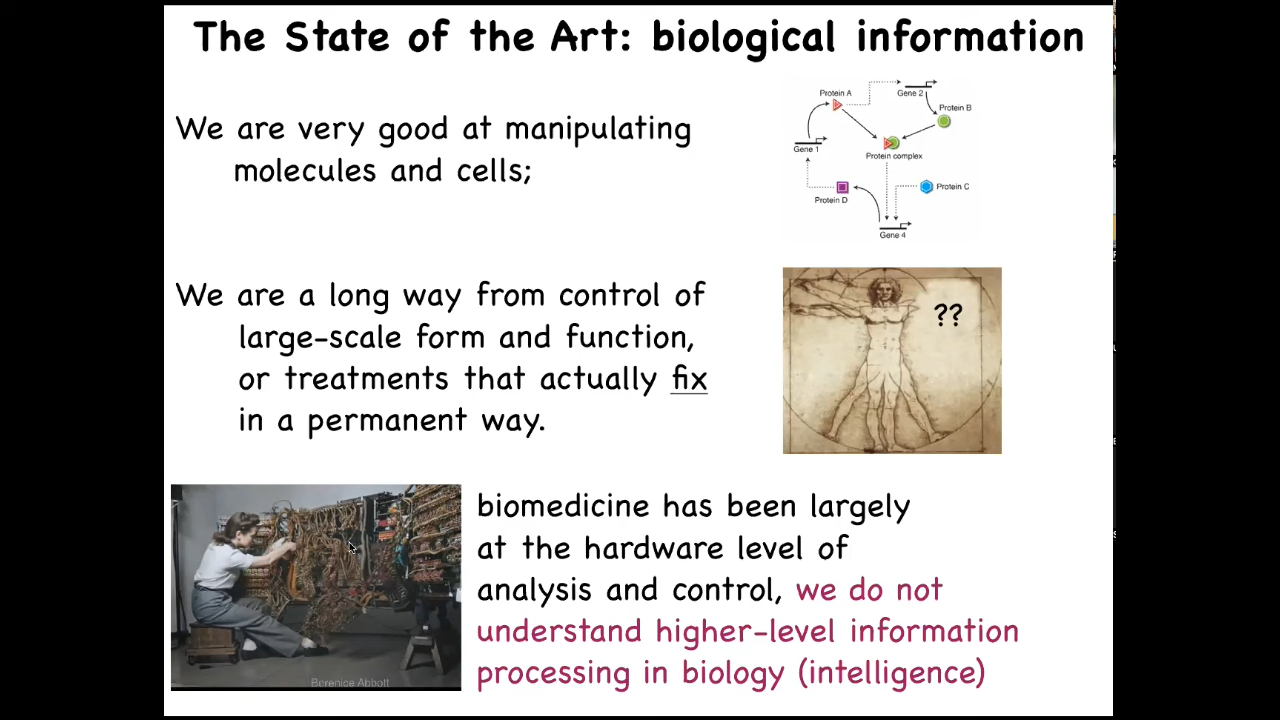 The State of the Art: biological information
We are very good at manipulating
molecules and cells;
Protein A
Gene 2
Protein B
Gene 1
Protein complex
Protein D
Protein C
Gene 4
We are a long way from control of
large-scale form and function,
or treatments that actually fix
in a permanent way.
??
biomedicine has been largely
at the hardware level of
analysis and control, we do not
understand higher-level information
processing in biology (intelligence)
Berenice Abbott